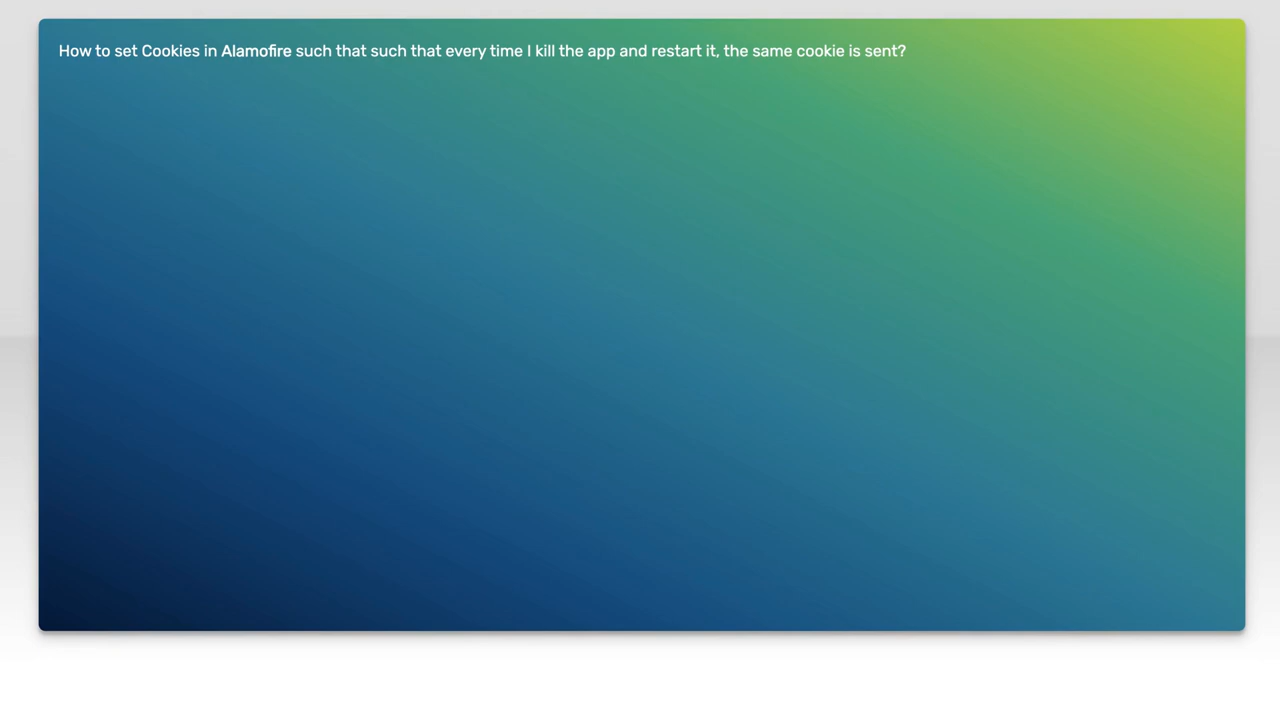 How to set Cookies in Alamofire such that such that every time I kill the app and restart it, the same cookie is sent?